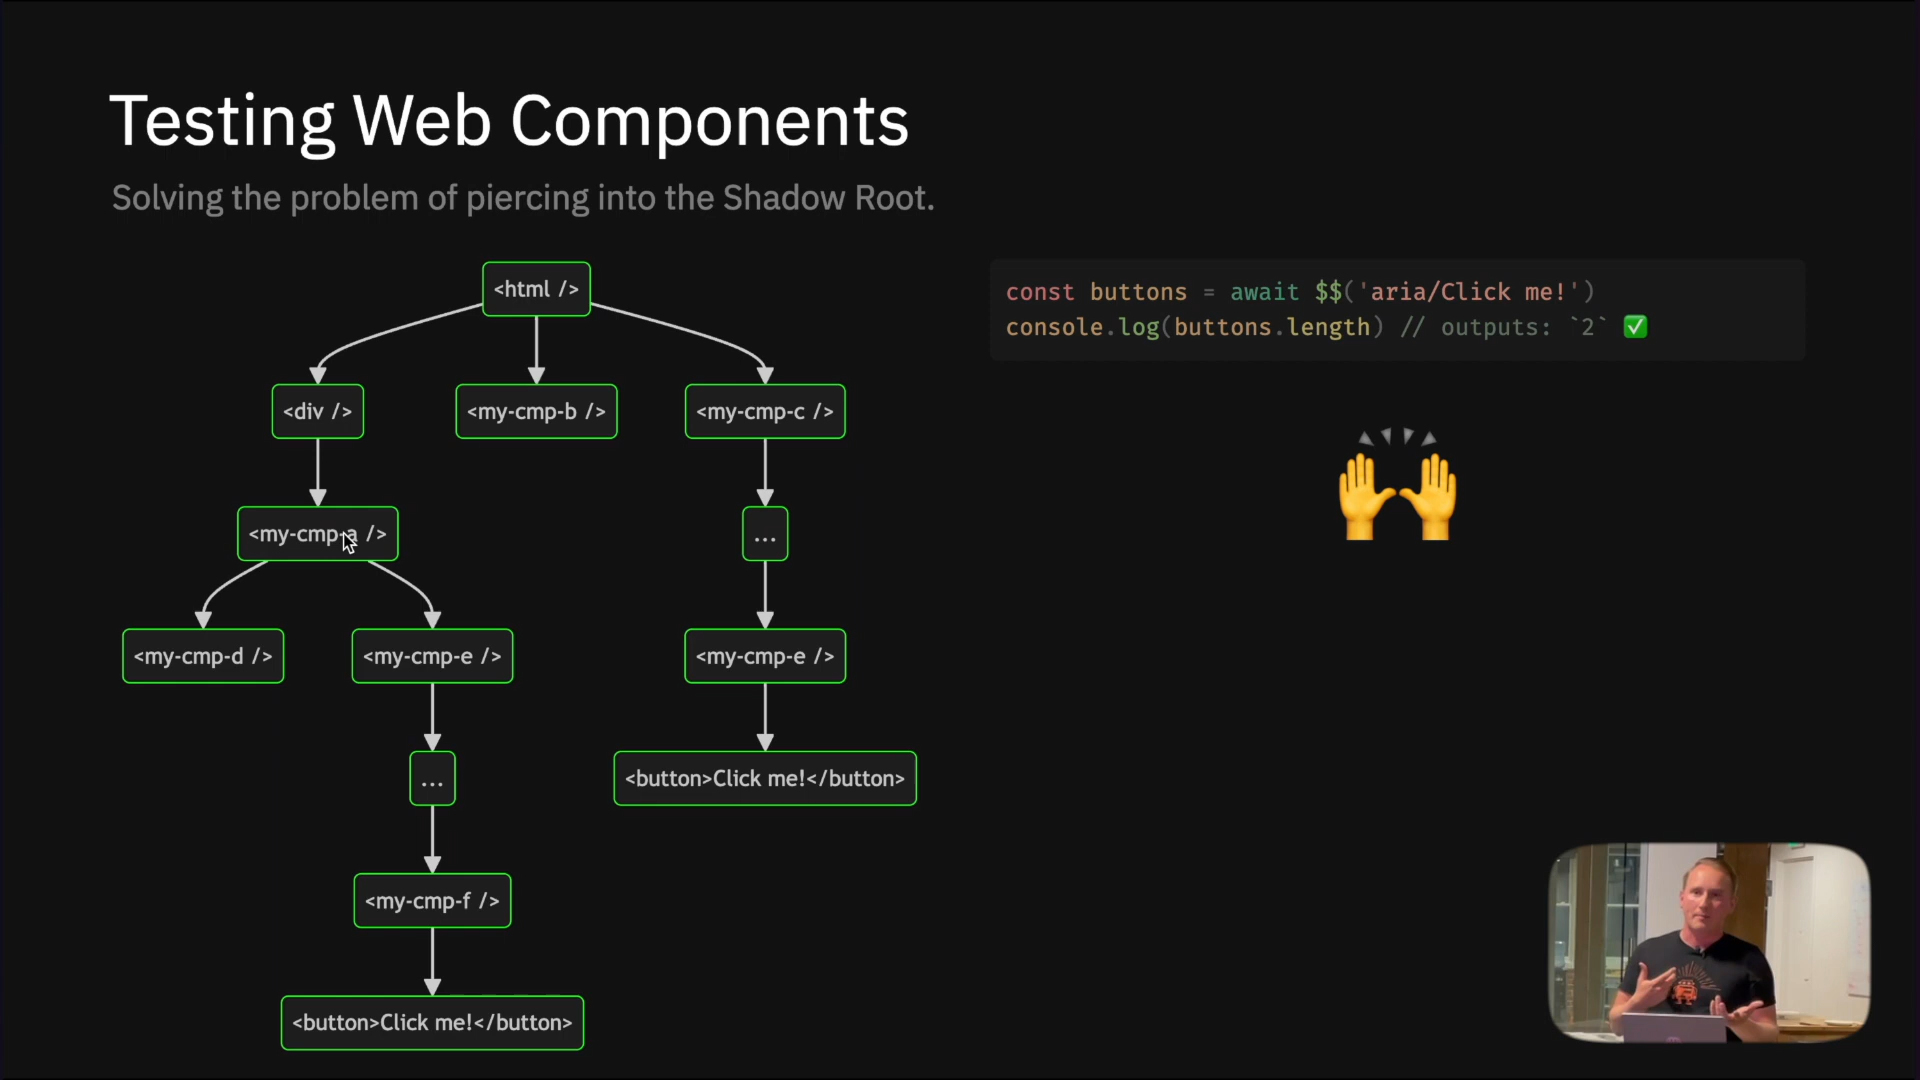 Testing Web Components
Solving the problem of piercing into the Shadow Root.
<html />
<div />
<my-cmp-b />
<my-cmp-c />
<my-cmp-a />
...
<my-cmp-d />
<my-cmp-e />
<my-cmp-e />
...
<button>Click me!</button>
<my-cmp-f />
<button>Click me!</button>
const buttons = await $$('aria/Click me!')
console.log(buttons.length) // outputs: `2` ✅